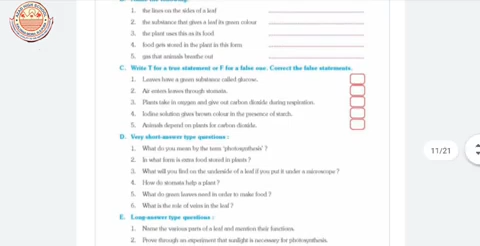 1. the lines on the sides of a leaf
2. the substance that gives a leaf its green colour
3. the plant uses this as its food
4. food gets stored in the plant in this form
5. gas that animals breathe out
C. Write T for a true statement or F for a false one. Correct the false statements.
1. Leaves have a green substance called glucose.
2. Air enters leaves through stomata.
3. Plants take in oxygen and give out carbon dioxide during respiration.
4. Iodine solution gives brown colour in the presence of starch.
5. Animals depend on plants for carbon dioxide.
D. Very short-answer type questions :
1. What do you mean by the term 'photosynthesis' ?
2. In what form is extra food stored in plants ?
3. What will you find on the underside of a leaf if you put it under a microscope ?
4. How do stomata help a plant ?
5. What do green leaves need in order to make food ?
6. What is the role of veins in the leaf ?
E. Long-answer type questions :
1. Name the various parts of a leaf and mention their functions.
2. Prove through an experiment that sunlight is necessary for photosynthesis.
11/21